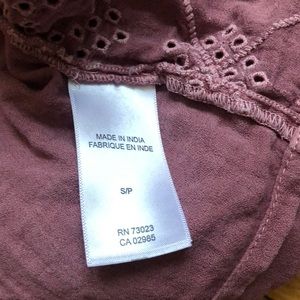 MADE IN INDIA
FABRIQUE EN INDE
S/P
RN 73023
CA 02985